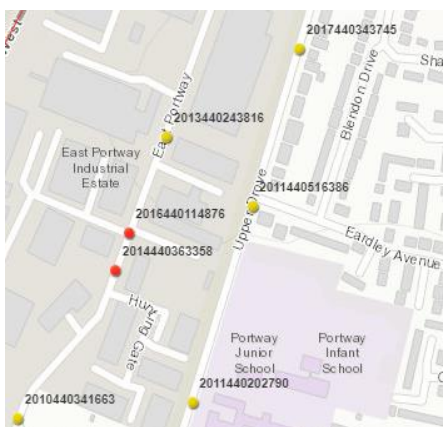 2017440343745
Sha
Blendon Drive
2013440243816
East Portway
East Portway
Industrial
Estate
2011440516386
2016440114876
Upper Drove
Eardley Avenue
2014440363358
Hunting Gate
Portway
Junior
School
Portway
Infant
School
2011440202790
2010440341663